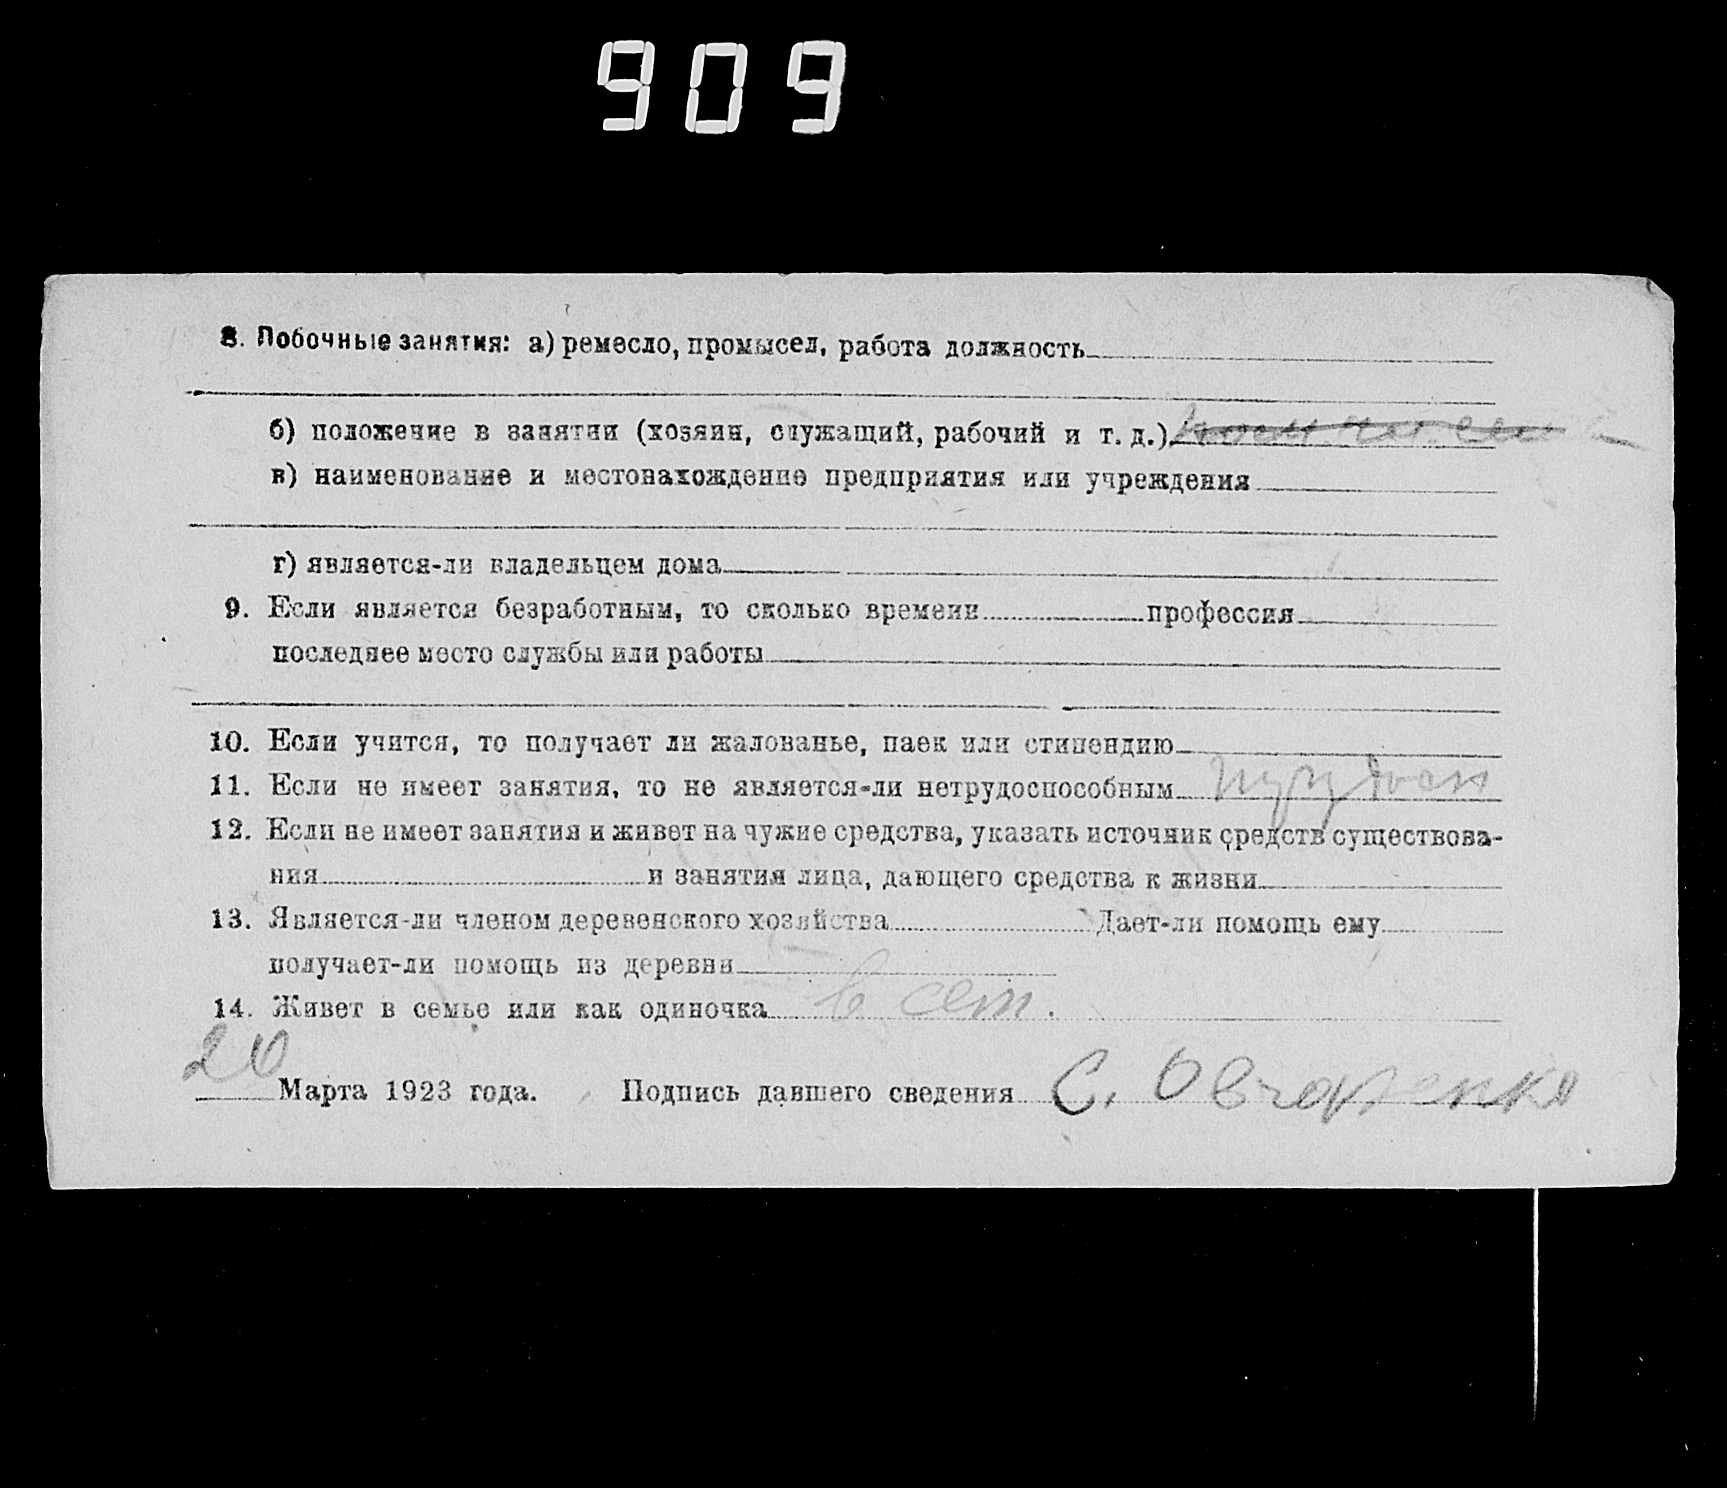 909
8. Побочные занятия: а) ремесло, промысел, работа должность
б) положение в занятии (хозяин, служащий, рабочий и т. д.)
в) наименование и местонахождение предприятия или учреждения
г) является-ли владельцем дома
9. Если является безработным, то сколько времени профессия
последнее место службы или работы
10. Если учится, то получает ли жалованье, паек или стипендию
11. Если не имеет занятия, то не является-ли нетрудоспособным
12. Если не имеет занятия и живет на чужие средства, указать источник средств существова-
ния и занятия лица, дающего средства к жизни
13. Является-ли членом деревенского хозяйства Дает-ли помощь ему
получает-ли помощь из деревни
14. Живет в семье или как одиночка в сем.
20 Марта 1923 года. Подпись давшего сведения С. Овчаренко